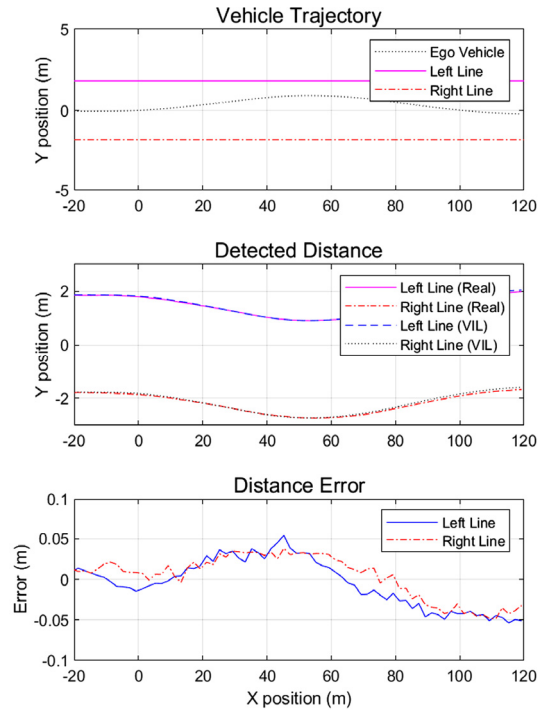 Vehicle Trajectory
5
0
-5
Y position (m)
Ego Vehicle
Left Line
Right Line
-20 0 20 40 60 80 100 120
Detected Distance
2
0
-2
Y position (m)
Left Line (Real)
Right Line (Real)
Left Line (VIL)
Right Line (VIL)
-20 0 20 40 60 80 100 120
Distance Error
0.1
0.05
0
-0.05
-0.1
Error (m)
Left Line
Right Line
-20 0 20 40 60 80 100 120
X position (m)